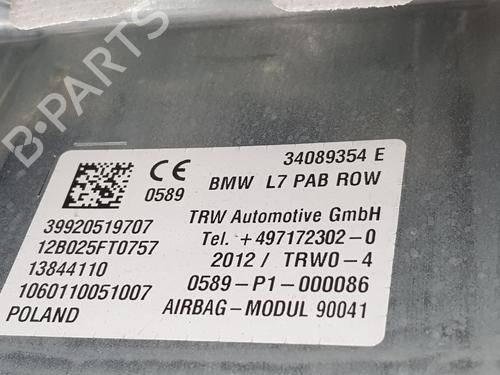 B-PARTS
34089354 E
CE
0589
BMW L7 PAB ROW
39920519707
TRW Automotive GmbH
12B025FT0757
Tel. +497172302-0
13844110
2012/ TRW0-4
1060110051007
0589-P1-000086
POLAND
AIRBAG-MODUL 90041